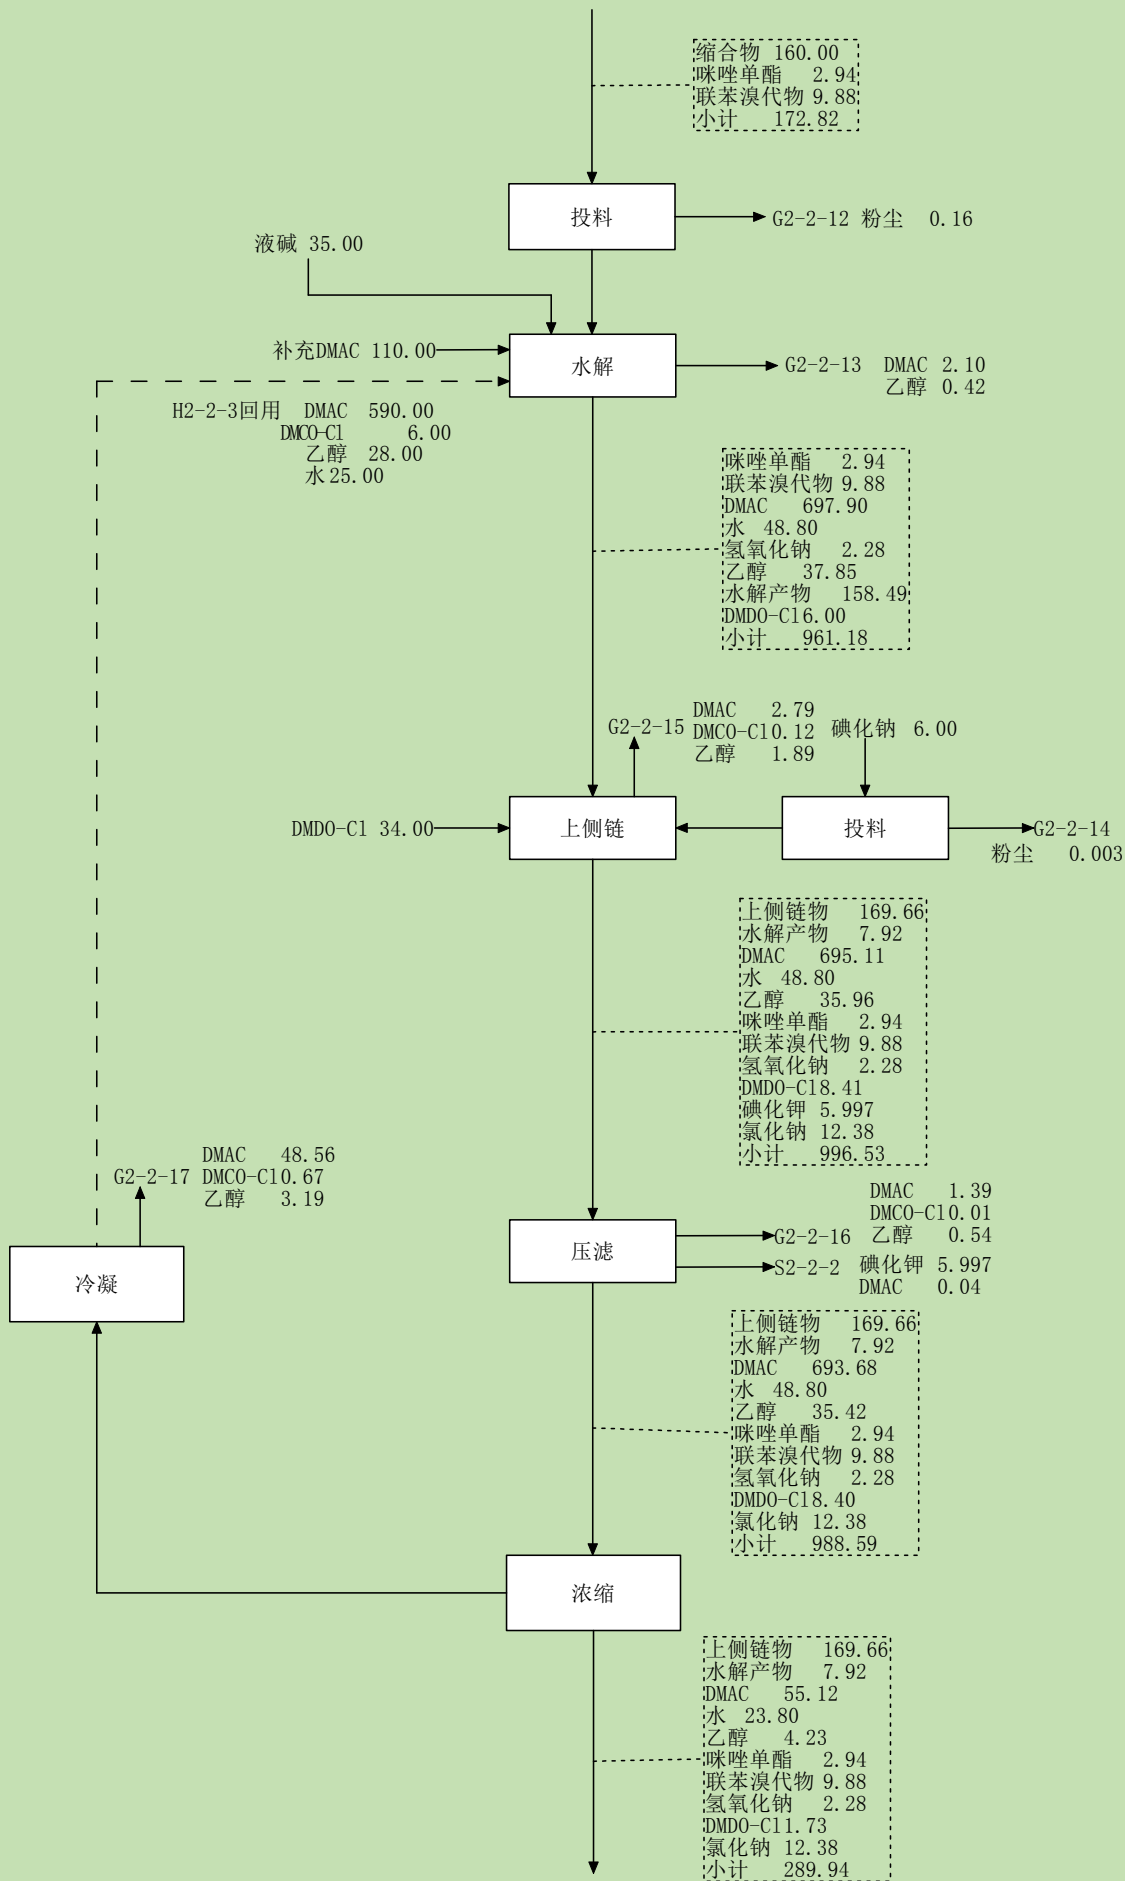 缩合物 160.00
咪唑单酯 2.94
联苯溴代物 9.88
小计 172.82
投料
G2-2-12 粉尘 0.16
液碱 35.00
补充DMAC 110.00
水解
G2-2-13 DMAC 2.10
乙醇 0.42
H2-2-3回用 DMAC 590.00
DMCO-Cl 6.00
乙醇 28.00
水 25.00
咪唑单酯 2.94
联苯溴代物 9.88
DMAC 697.90
水 48.80
氢氧化钠 2.28
乙醇 37.85
水解产物 158.49
DMDO-Cl6.00
小计 961.18
G2-2-15
DMAC 2.79
DMCO-Cl0.12
乙醇 1.89
碘化钠 6.00
DMDO-Cl 34.00
上侧链
投料
G2-2-14
粉尘 0.003
上侧链物 169.66
水解产物 7.92
DMAC 695.11
水 48.80
乙醇 35.96
咪唑单酯 2.94
联苯溴代物 9.88
氢氧化钠 2.28
DMDO-Cl8.41
碘化钾 5.997
氯化钠 12.38
小计 996.53
G2-2-17
DMAC 48.56
DMCO-Cl0.67
乙醇 3.19
冷凝
压滤
G2-2-16
DMAC 1.39
DMCO-Cl0.01
乙醇 0.54
S2-2-2 碘化钾 5.997
DMAC 0.04
上侧链物 169.66
水解产物 7.92
DMAC 693.68
水 48.80
乙醇 35.42
咪唑单酯 2.94
联苯溴代物 9.88
氢氧化钠 2.28
DMDO-Cl8.40
氯化钠 12.38
小计 988.59
浓缩
上侧链物 169.66
水解产物 7.92
DMAC 55.12
水 23.80
乙醇 4.23
咪唑单酯 2.94
联苯溴代物 9.88
氢氧化钠 2.28
DMDO-Cl1.73
氯化钠 12.38
小计 289.94